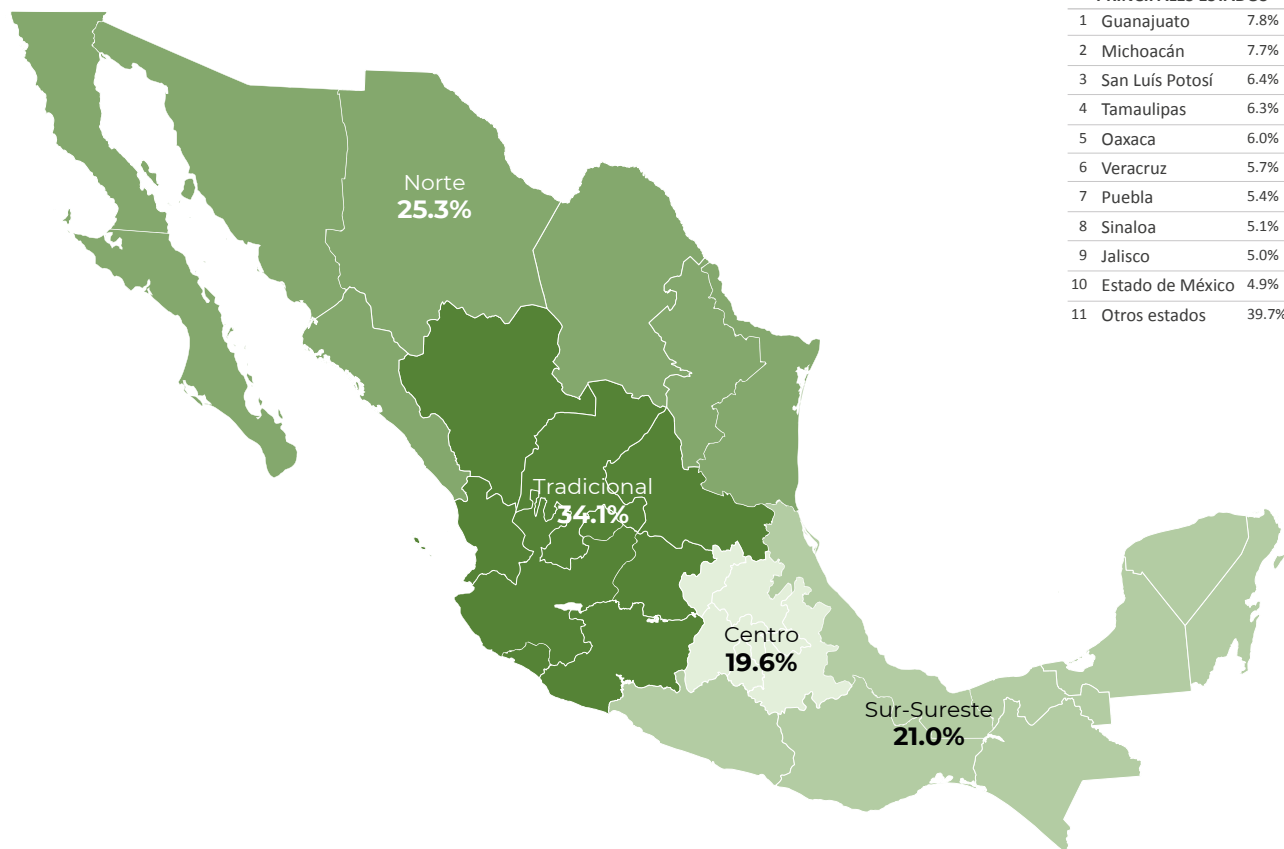 PRINCIPALES ESTADOS
1 Guanajuato 7.8%
2 Michoacán 7.7%
3 San Luís Potosí 6.4%
4 Tamaulipas 6.3%
5 Oaxaca 6.0%
6 Veracruz 5.7%
7 Puebla 5.4%
8 Sinaloa 5.1%
9 Jalisco 5.0%
10 Estado de México 4.9%
11 Otros estados 39.7%
Norte
25.3%
Tradicional
34.1%
Centro
19.6%
Sur-Sureste
21.0%